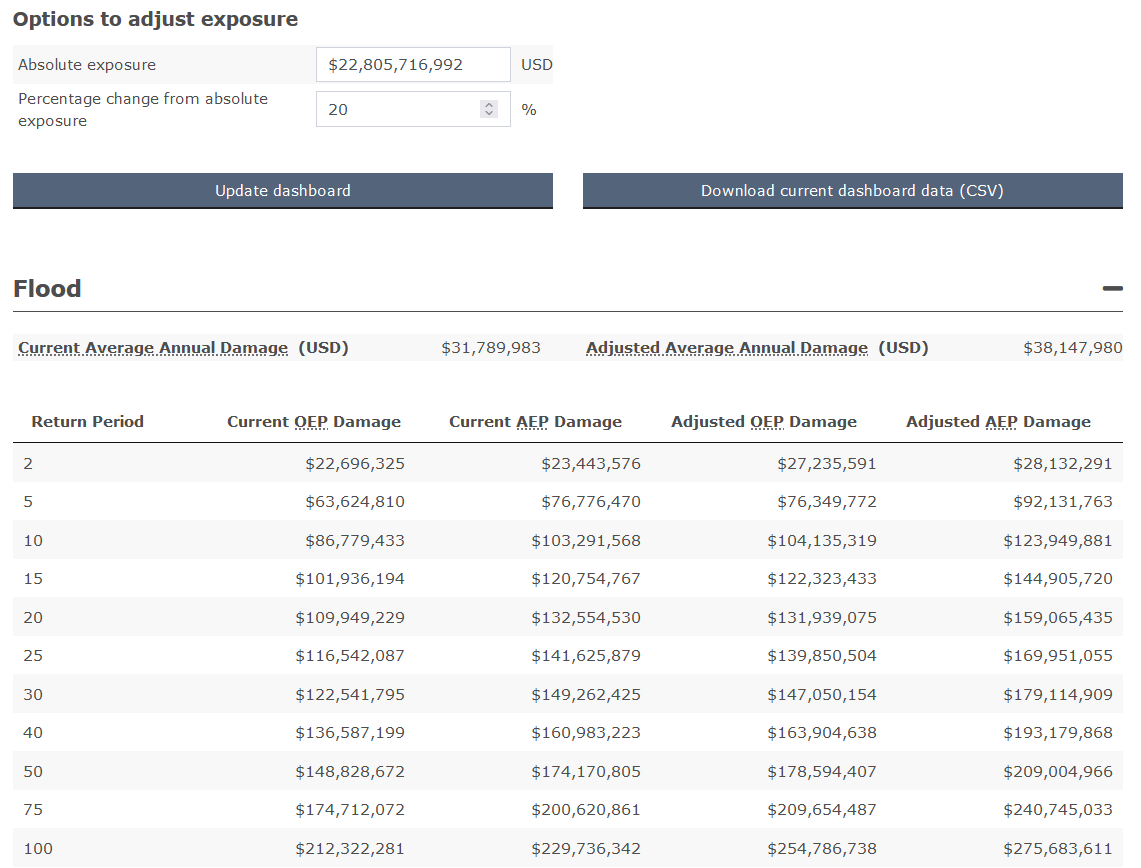 Options to adjust exposure
Absolute exposure $22,805,716,992 USD
Percentage change from absolute
exposure 20 %
Update dashboard Download current dashboard data (CSV)
Flood
Current Average Annual Damage (USD) $31,789,983 Adjusted Average Annual Damage (USD) $38,147,980
Return Period Current OEP Damage Current AEP Damage Adjusted OEP Damage Adjusted AEP Damage
2 $22,696,325 $23,443,576 $27,235,591 $28,132,291
5 $63,624,810 $76,776,470 $76,349,772 $92,131,763
10 $86,779,433 $103,291,568 $104,135,319 $123,949,881
15 $101,936,194 $120,754,767 $122,323,433 $144,905,720
20 $109,949,229 $132,554,530 $131,939,075 $159,065,435
25 $116,542,087 $141,625,879 $139,850,504 $169,951,055
30 $122,541,795 $149,262,425 $147,050,154 $179,114,909
40 $136,587,199 $160,983,223 $163,904,638 $193,179,868
50 $148,828,672 $174,170,805 $178,594,407 $209,004,966
75 $174,712,072 $200,620,861 $209,654,487 $240,745,033
100 $212,322,281 $229,736,342 $254,786,738 $275,683,611